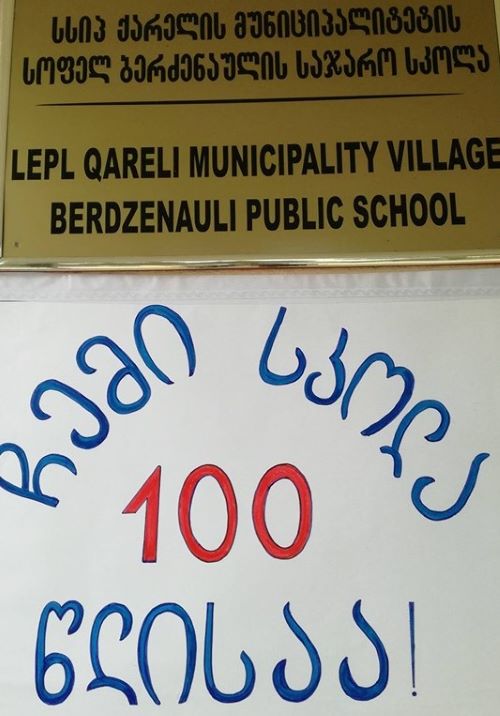 სსიპ ქარელის მუნიციპალიტეტის
სოფელ ბერძენაულის საჯარო სკოლა
LEPL QARELI MUNICIPALITY VILLAGE
BERDZENAULI PUBLIC SCHOOL
ჩემი სკოლა
100
წლისაა!